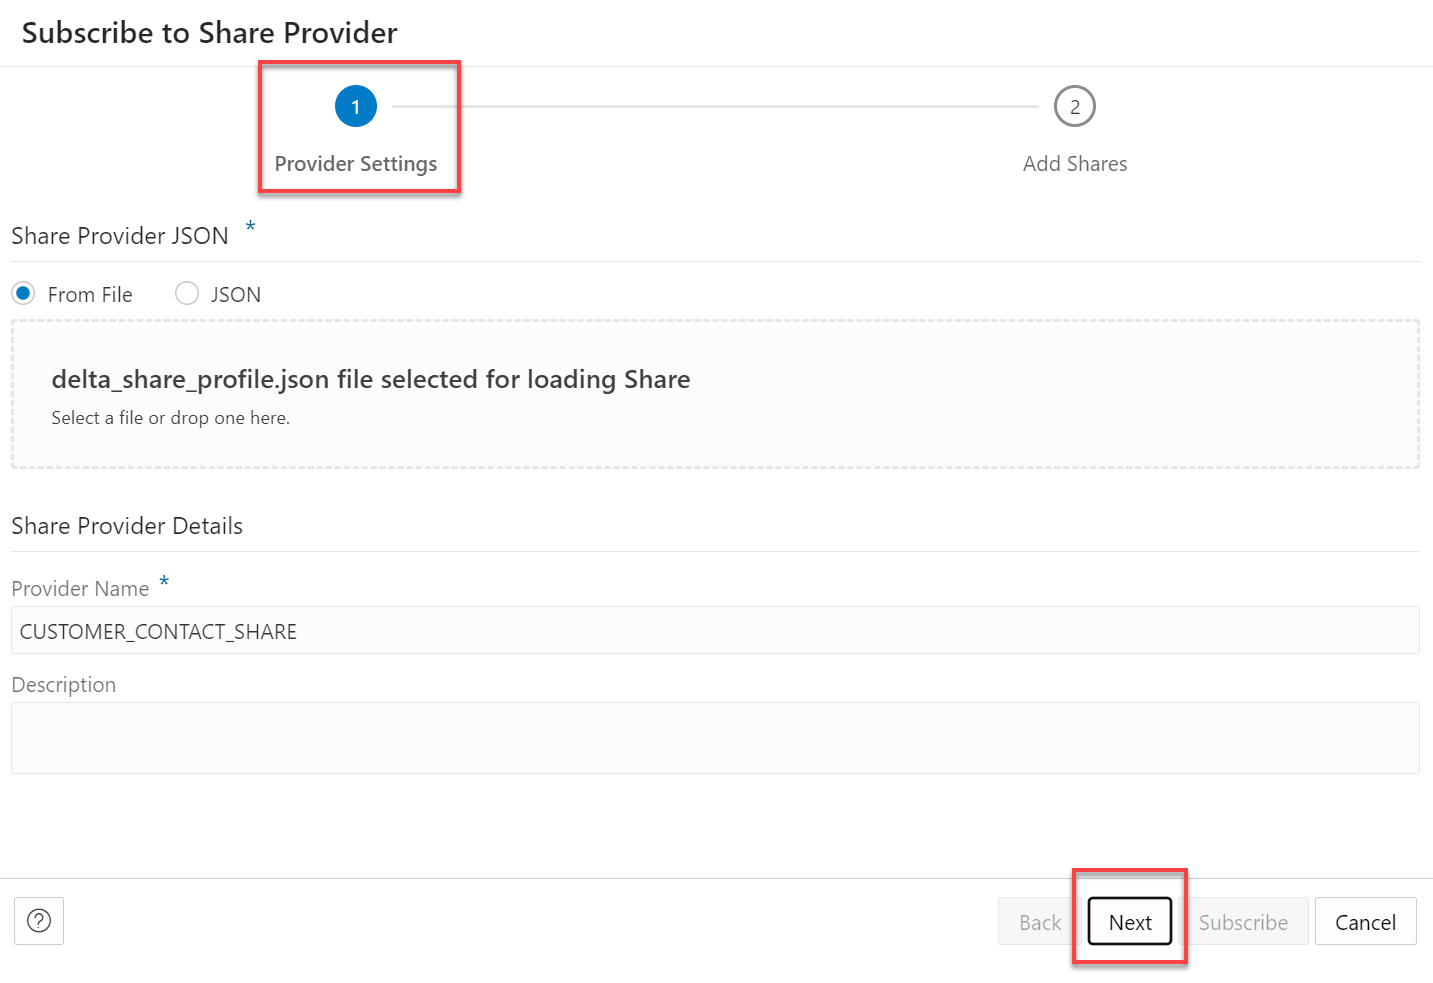 Subscribe to Share Provider
1
2
Provider Settings
Add Shares
Share Provider JSON *
From File
JSON
delta_share_profile.json file selected for loading Share
Select a file or drop one here.
Share Provider Details
Provider Name *
CUSTOMER_CONTACT_SHARE
Description
?
Back
Next
Subscribe
Cancel